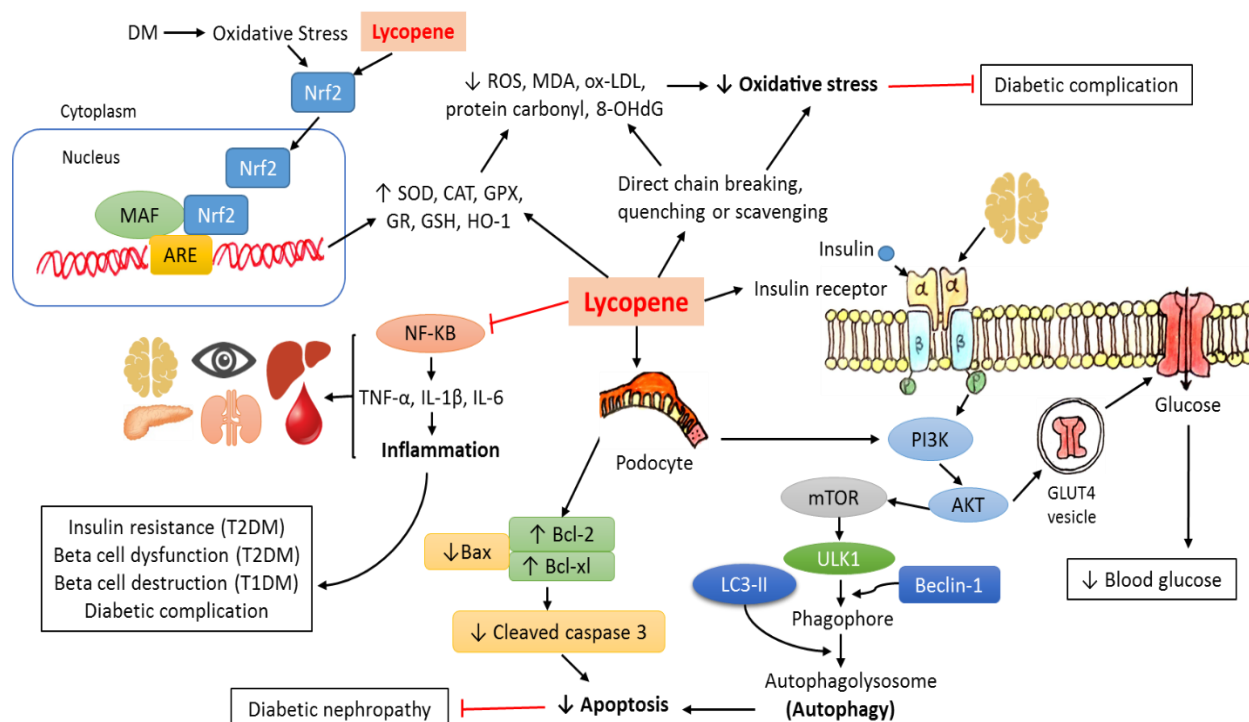 DM
Oxidative Stress
Lycopene
Nrf2
Cytoplasm
Nucleus
Nrf2
MAF
Nrf2
ARE
↓ ROS, MDA, ox-LDL,
protein carbonyl, 8-OHdG
↓ Oxidative stress
Diabetic complication
↑ SOD, CAT, GPX,
GR, GSH, HO-1
Direct chain breaking,
quenching or scavenging
Lycopene
Insulin
Insulin receptor
α
α
β
β
p
p
NF-KB
TNF-α, IL-1β, IL-6
Inflammation
Insulin resistance (T2DM)
Beta cell dysfunction (T2DM)
Beta cell destruction (T1DM)
Diabetic complication
Podocyte
↓Bax
↑ Bcl-2
↑ Bcl-xl
↓ Cleaved caspase 3
↓ Apoptosis
Diabetic nephropathy
PI3K
AKT
mTOR
ULK1
LC3-II
Beclin-1
Phagophore
Autophagolysosome
(Autophagy)
GLUT4
vesicle
Glucose
↓ Blood glucose